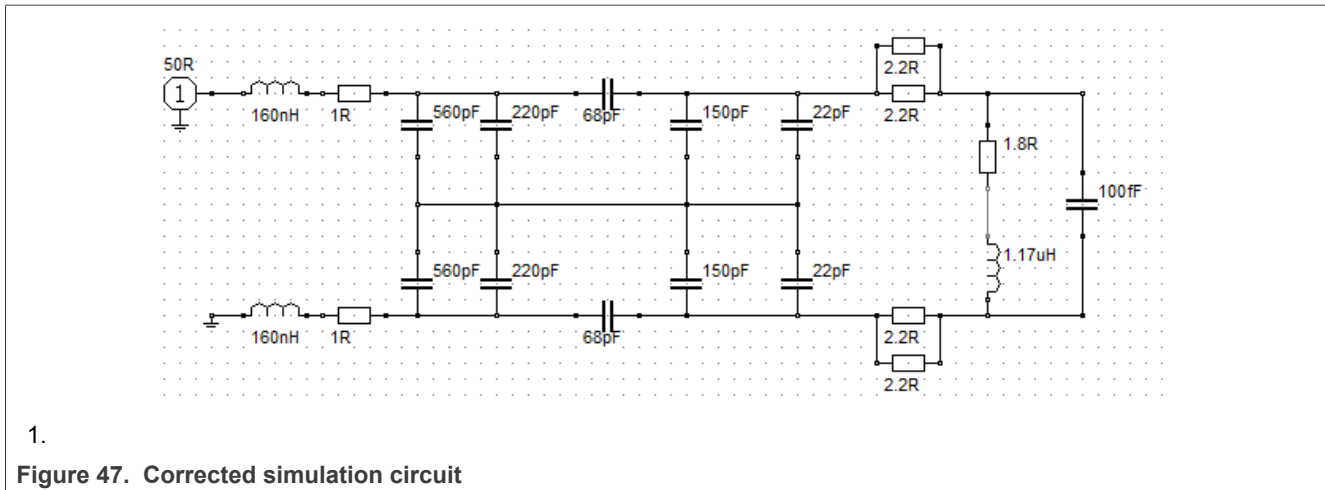 50R
1
2.2R
160nH 1R 560pF 220pF 68pF 150pF 22pF 2.2R
1.8R
100fF
1.17uH
560pF 220pF 150pF 22pF
160nH 1R 68pF 2.2R
2.2R
1.
Figure 47. Corrected simulation circuit